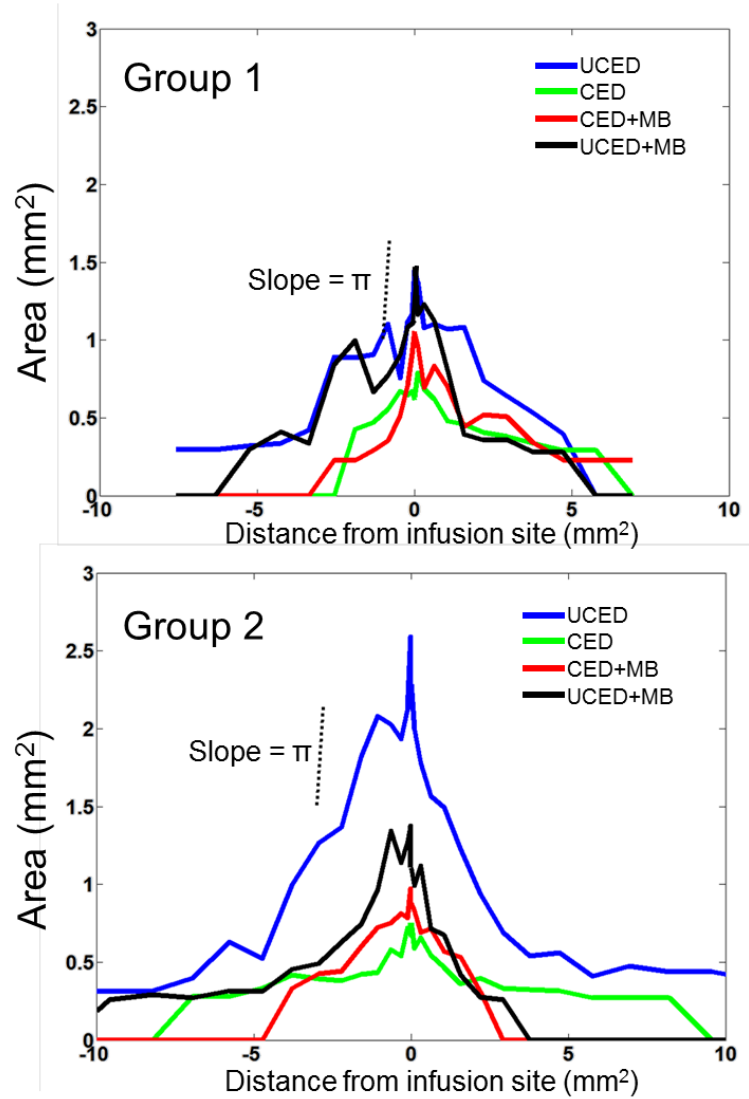 3
Group 1
UCED
CED
CED+MB
UCED+MB
2.5
2
1.5
Slope = π
1
0.5
0
-10
-5
0
5
10
Area (mm²)
Distance from infusion site (mm²)
3
Group 2
UCED
CED
CED+MB
UCED+MB
2.5
2
Slope = π
1.5
1
0.5
0
-10
-5
0
5
10
Area (mm²)
Distance from infusion site (mm²)